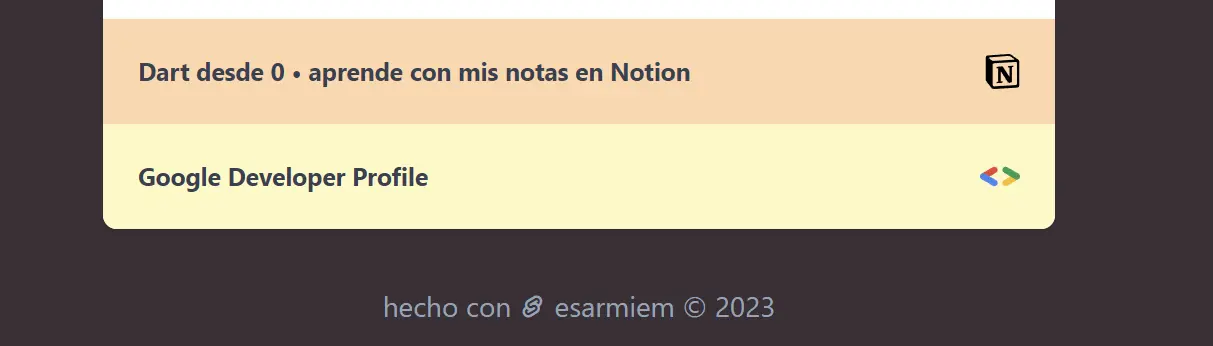 Dart desde 0 • aprende con mis notas en Notion
N
Google Developer Profile
hecho con esarmiem © 2023